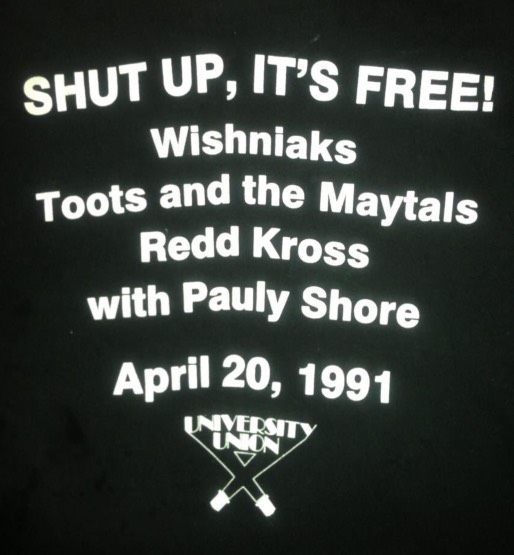 SHUT UP, IT'S FREE!
Wishniaks
Toots and the Maytals
Redd Kross
with Pauly Shore
April 20, 1991
UNIVERSITY
UNION